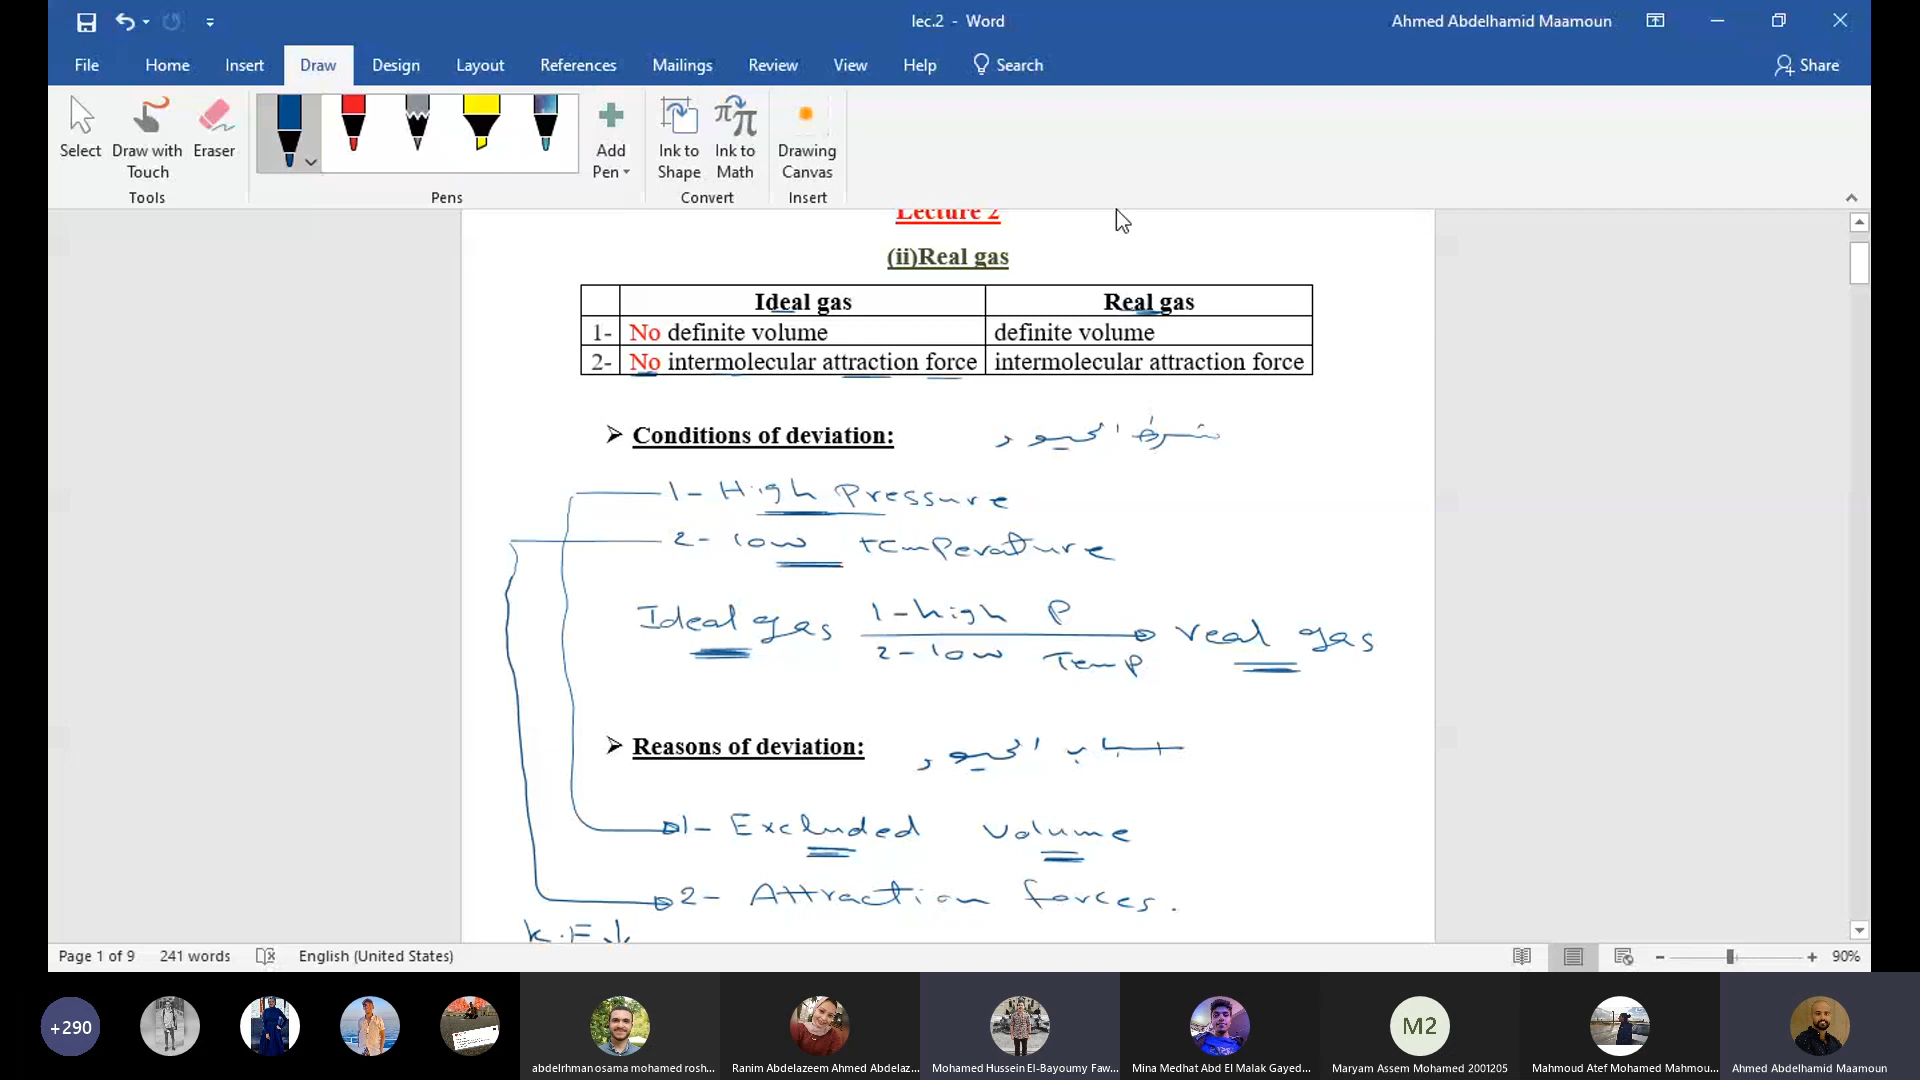 lec.2 - Word
Ahmed Abdelhamid Maamoun
File Home Insert Draw Design Layout References Mailings Review View Help Search Share
Select
Draw with Touch
Eraser
Add Pen
Ink to Shape
Ink to Math
Drawing Canvas
Tools Pens Convert Insert
Lecture 2
(ii)Real gas
Ideal gas Real gas
1- No definite volume definite volume
2- No intermolecular attraction force intermolecular attraction force
➢ Conditions of deviation: شرط الحيود
1- High Pressure
2- low temperature
Ideal gas 1-high P real gas
2-low Temp
➢ Reasons of deviation: اسباب الحيود
1- Excluded volume
2- Attraction forces.
K.E ↓
Page 1 of 9 241 words English (United States) 90%
+290
M2
abdelrhman osama mohamed rosh...
Ranim Abdelazeem Ahmed Abdelaz...
Mohamed Hussein El-Bayoumy Faw...
Mina Medhat Abd El Malak Gayed...
Maryam Assem Mohamed 2001205
Mahmoud Atef Mohamed Mahmou...
Ahmed Abdelhamid Maamoun